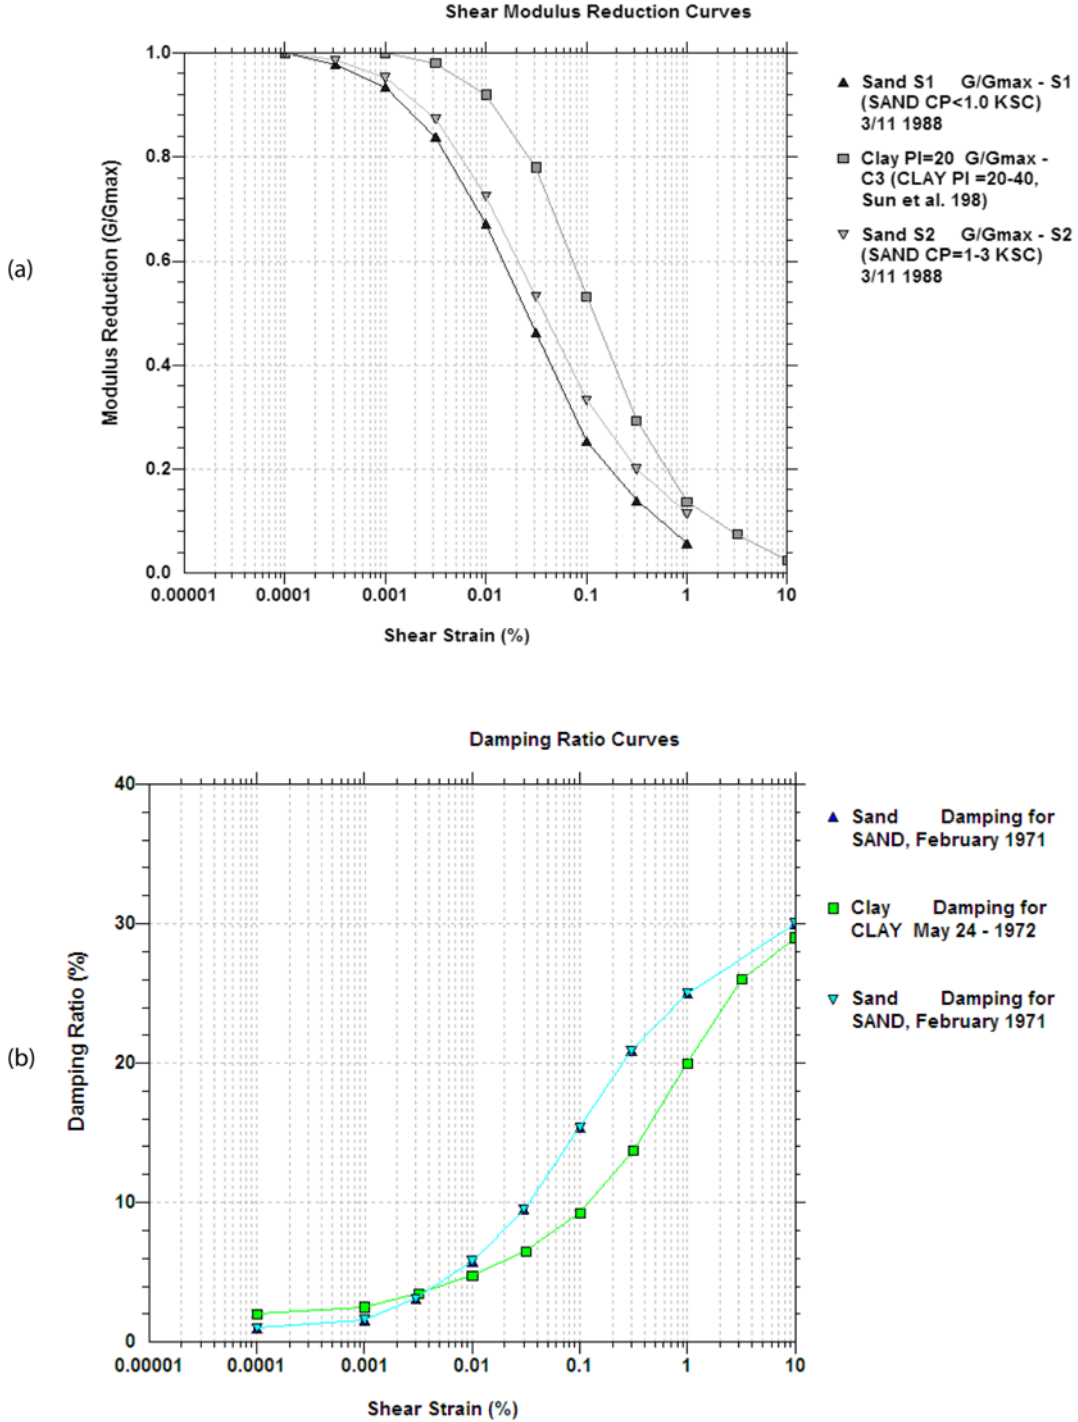 Shear Modulus Reduction Curves
1.0
0.8
0.6
0.4
0.2
0.0
0.00001 0.0001 0.001 0.01 0.1 1 10
Modulus Reduction (G/Gmax)
Shear Strain (%)
(a)
Sand S1 G/Gmax - S1
(SAND CP<1.0 KSC)
3/11 1988
Clay PI=20 G/Gmax -
C3 (CLAY PI =20-40,
Sun et al. 198)
Sand S2 G/Gmax - S2
(SAND CP=1-3 KSC)
3/11 1988
Damping Ratio Curves
40
30
20
10
0
0.00001 0.0001 0.001 0.01 0.1 1 10
Damping Ratio (%)
Shear Strain (%)
(b)
Sand Damping for
SAND, February 1971
Clay Damping for
CLAY May 24 - 1972
Sand Damping for
SAND, February 1971